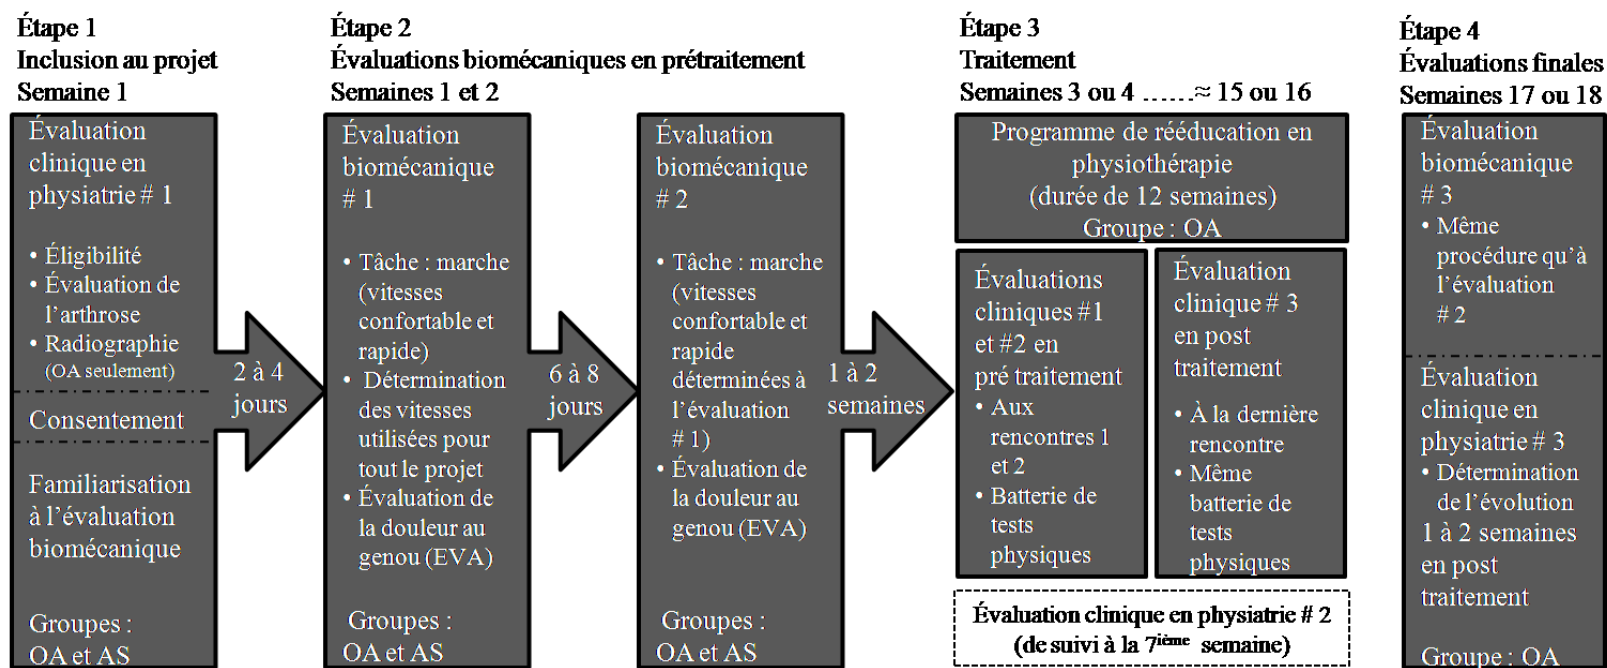 Étape 1
Inclusion au projet
Semaine 1
Évaluation
clinique en
physiatrie # 1
• Éligibilité
• Évaluation de
l’arthrose
• Radiographie
(OA seulement)
Consentement
Familiarisation
à l’évaluation
biomécanique
Groupes :
OA et AS
2 à 4
jours
Étape 2
Évaluations biomécaniques en prétraitement
Semaines 1 et 2
Évaluation
biomécanique
# 1
• Tâche : marche
(vitesses
confortable et
rapide)
• Détermination
des vitesses
utilisées pour
tout le projet
• Évaluation de
la douleur au
genou (EVA)
Groupes :
OA et AS
6 à 8
jours
Évaluation
biomécanique
# 2
• Tâche : marche
(vitesses
confortable et
rapide
déterminées à
l’évaluation
# 1)
• Évaluation de
la douleur au
genou (EVA)
Groupes :
OA et AS
1 à 2
semaines
Étape 3
Traitement
Semaines 3 ou 4 ......≈ 15 ou 16
Programme de rééducation en
physiothérapie
(durée de 12 semaines)
Groupe : OA
Évaluations
cliniques #1
et #2 en
pré traitement
• Aux
rencontres 1
et 2
• Batterie de
tests
physiques
Évaluation
clinique # 3
en post
traitement
• À la dernière
rencontre
• Même
batterie de
tests
physiques
Évaluation clinique en physiatrie # 2
(de suivi à la 7ième semaine)
Étape 4
Évaluations finales
Semaines 17 ou 18
Évaluation
biomécanique
# 3
• Même
procédure qu’à
l’évaluation
# 2
Évaluation
clinique en
physiatrie # 3
• Détermination
de l’évolution
1 à 2 semaines
en post
traitement
Groupe : OA